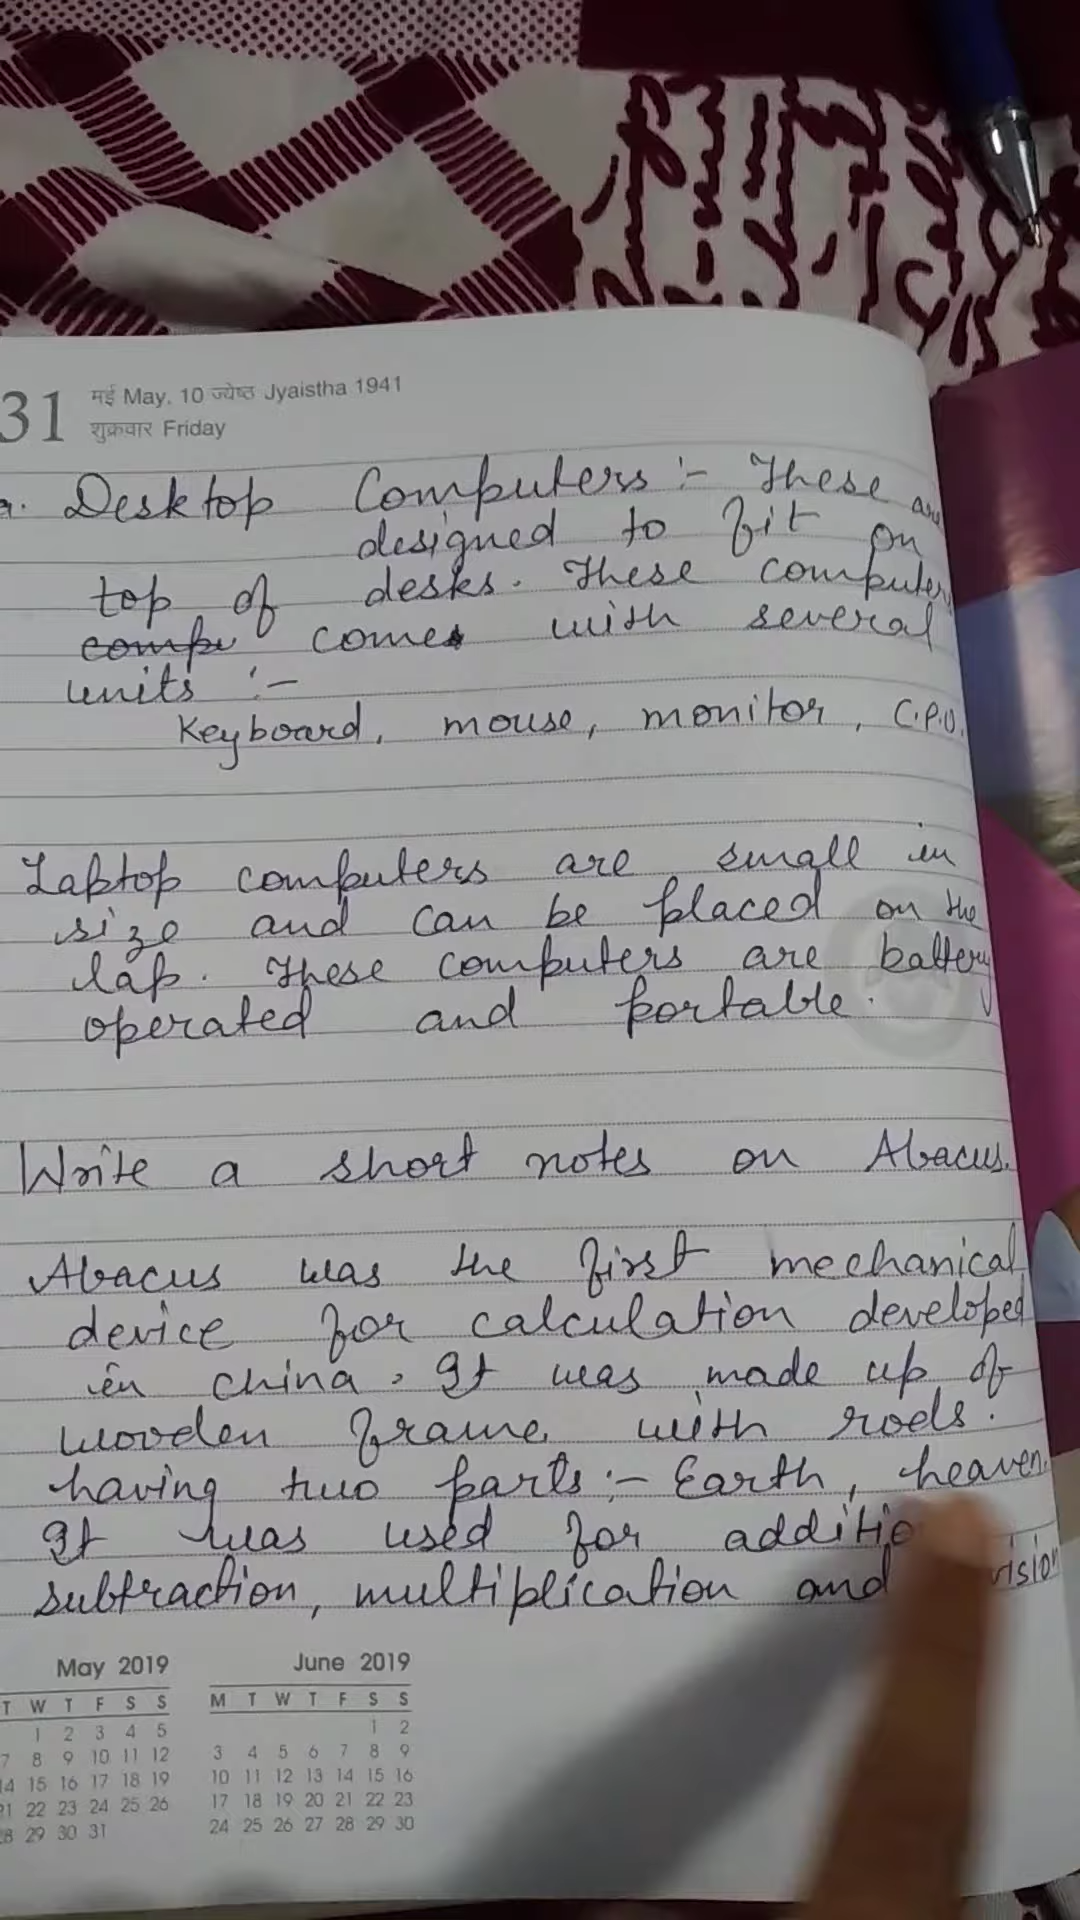 31 मई May, 10 ज्येष्ठ Jyaistha 1941
शुक्रवार Friday
Desktop Computers :- These are
designed to fit on
top of desks. These computers
compu comes with several
units :-
Keyboard, mouse, monitor, C.P.U.
Laptop computers are small in
size and can be placed on the
lap. These computers are battery
operated and portable.
Write a short notes on Abacus.
Abacus was the first mechanical
device for calculation developed
in china. It was made up of
wooden frame with rods.
having two parts :- Earth, heaven.
It was used for additio
subtraction, multiplication and vision
May 2019 June 2019
T W T F S S M T W T F S S
1 2 3 4 5 1 2
7 8 9 10 11 12 3 4 5 6 7 8 9
14 15 16 17 18 19 10 11 12 13 14 15 16
21 22 23 24 25 26 17 18 19 20 21 22 23
28 29 30 31 24 25 26 27 28 29 30